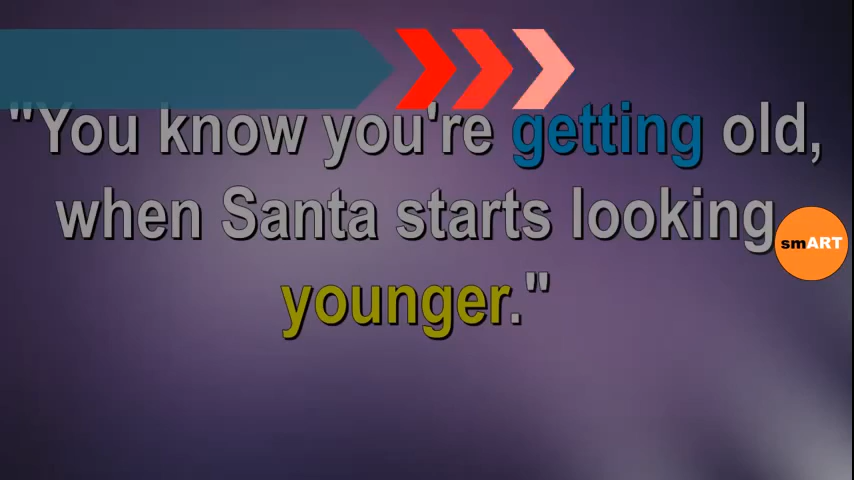 "You know you're getting old,
when Santa starts looking
younger."
smART